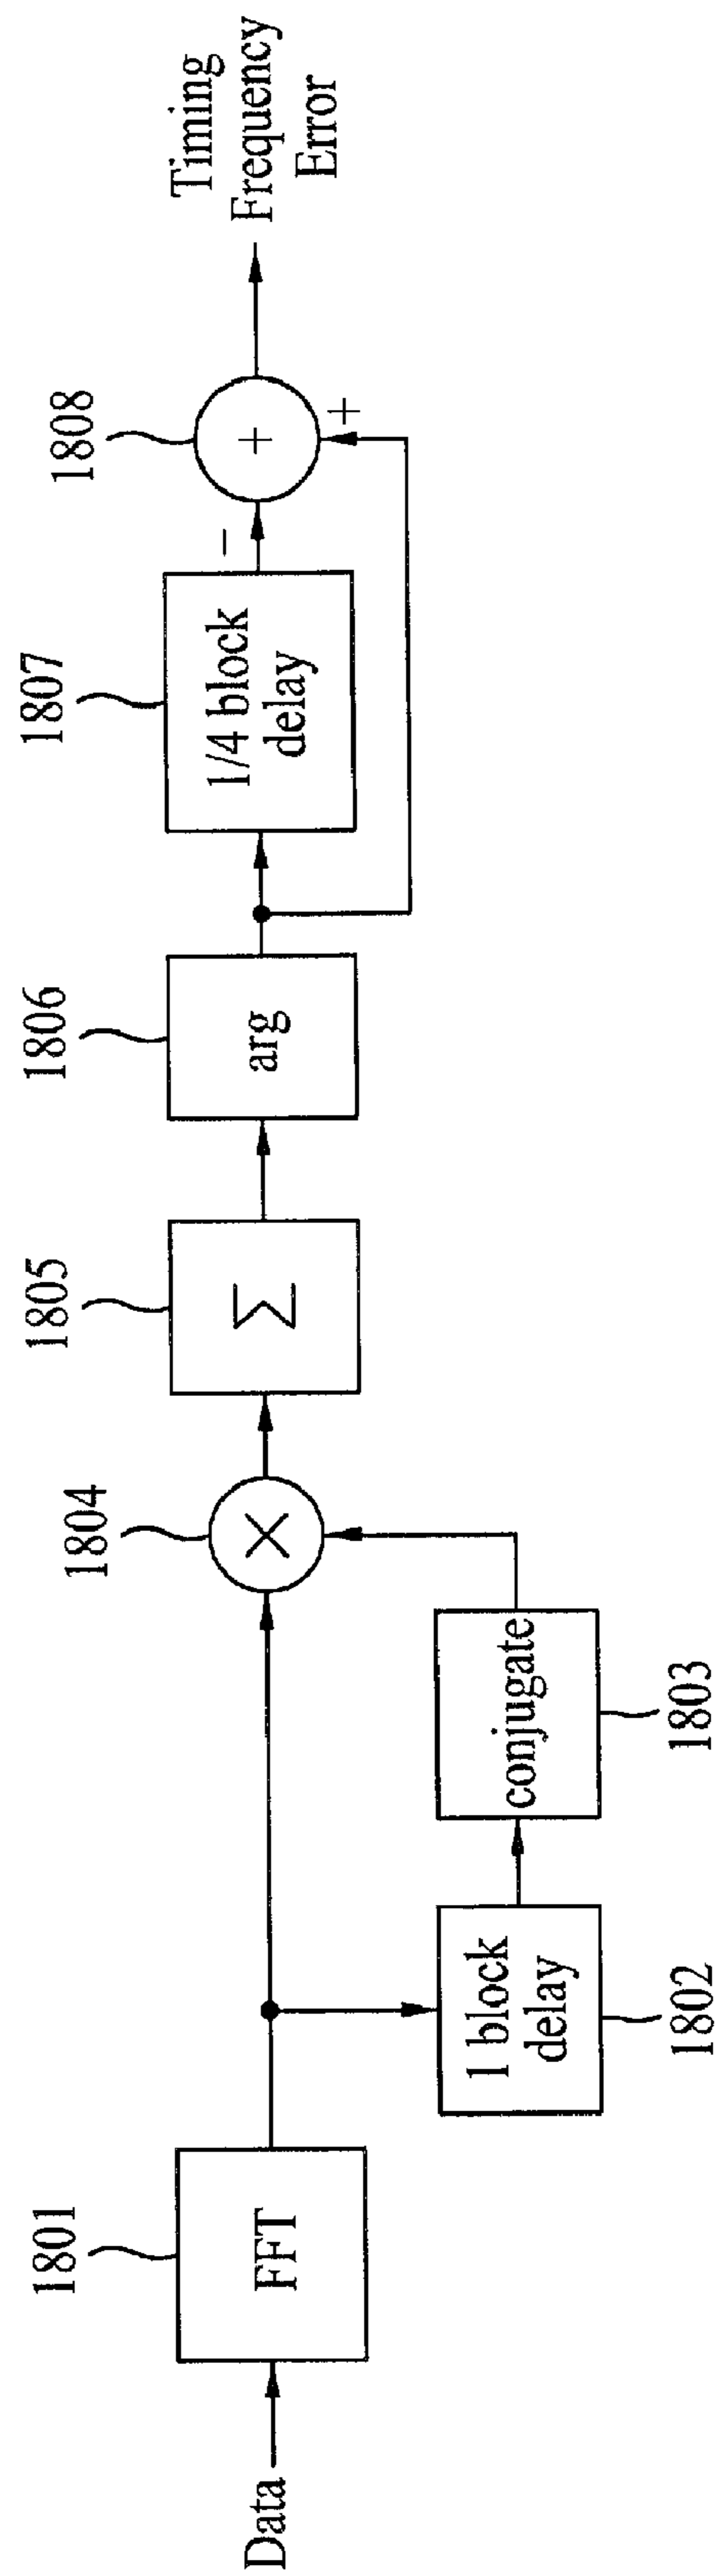 Data
1801
FFT
1 block
delay
1802
conjugate
1803
1804
×
1805
Σ
1806
arg
1807
1/4 block
delay
−
1808
+
+
Timing
Frequency
Error